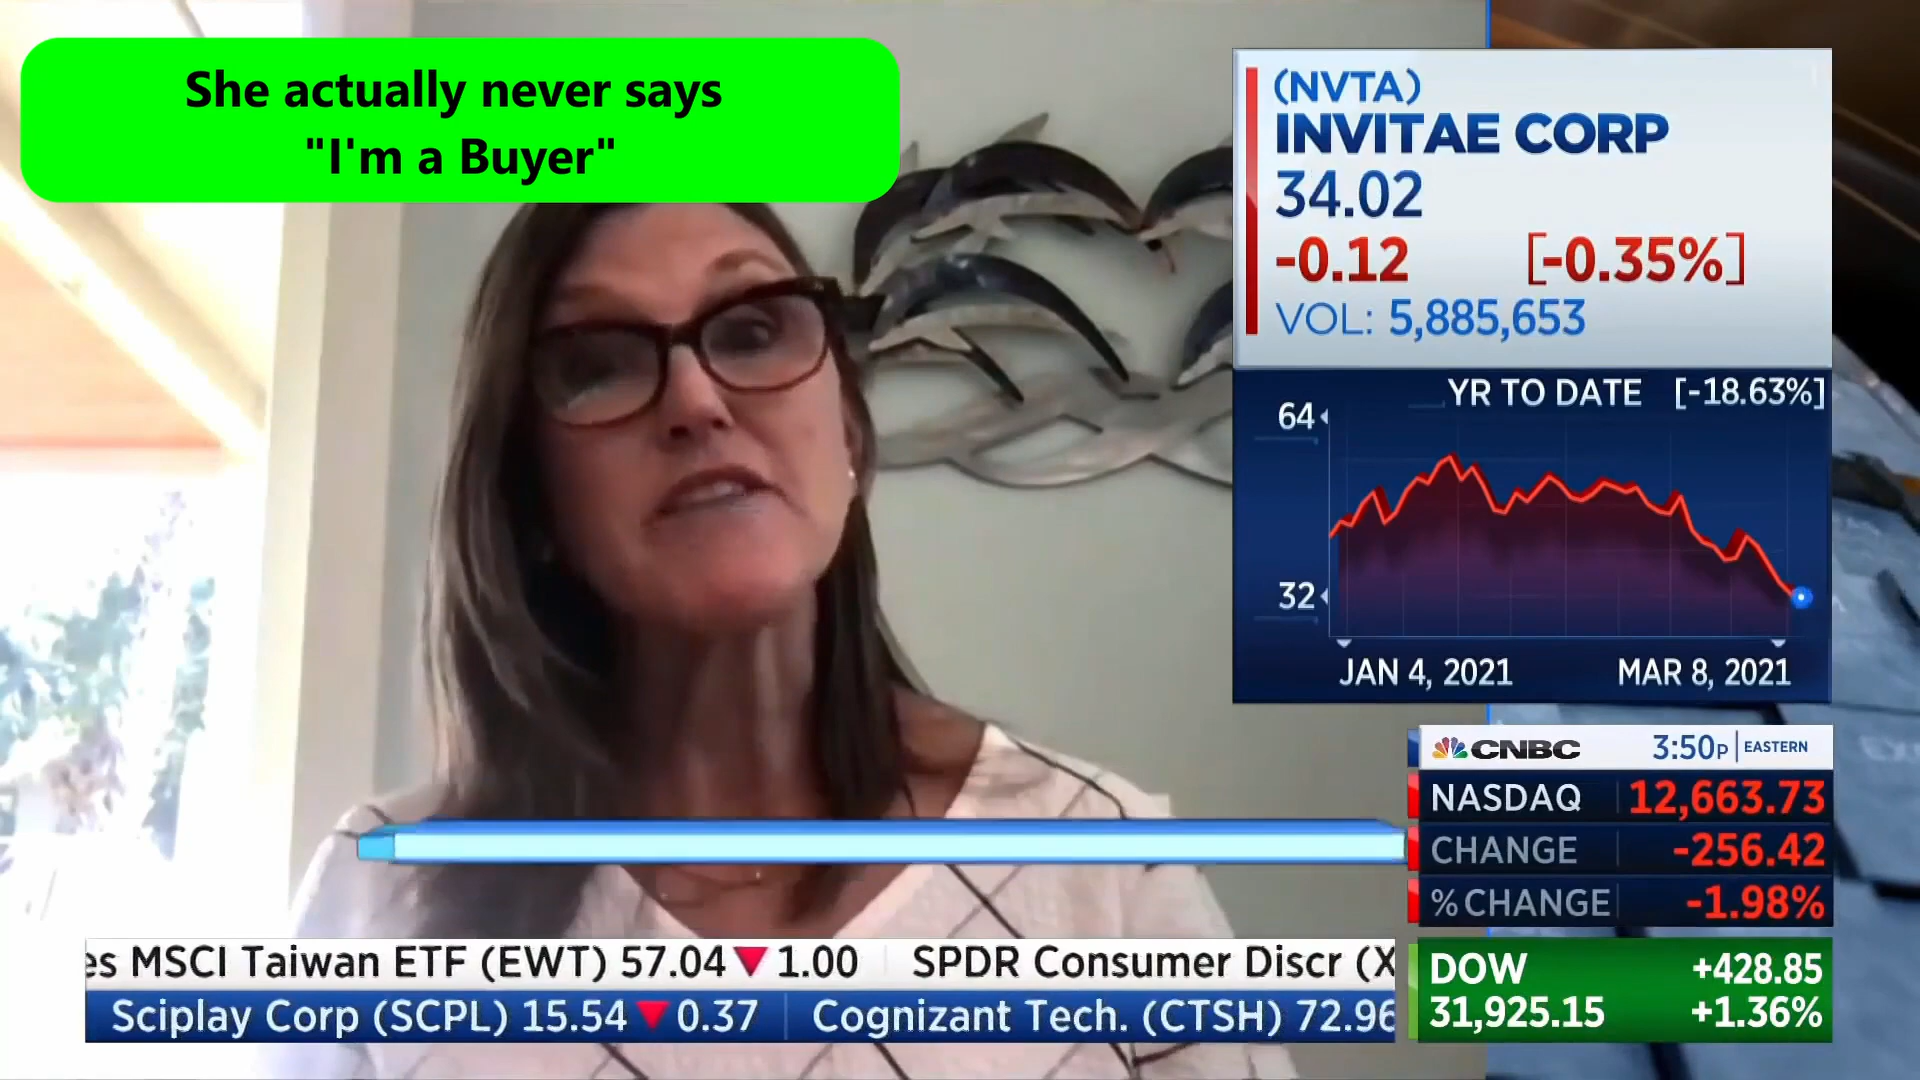 She actually never says
"I'm a Buyer"
(NVTA)
INVITAE CORP
34.02
-0.12 [-0.35%]
VOL: 5,885,653
YR TO DATE [-18.63%]
64
32
JAN 4, 2021 MAR 8, 2021
CNBC 3:50P EASTERN
NASDAQ 12,663.73
CHANGE -256.42
% CHANGE -1.98%
DOW +428.85
31,925.15 +1.36%
es MSCI Taiwan ETF (EWT) 57.04 ▼ 1.00 SPDR Consumer Discr (X
Sciplay Corp (SCPL) 15.54 ▼ 0.37 Cognizant Tech. (CTSH) 72.96